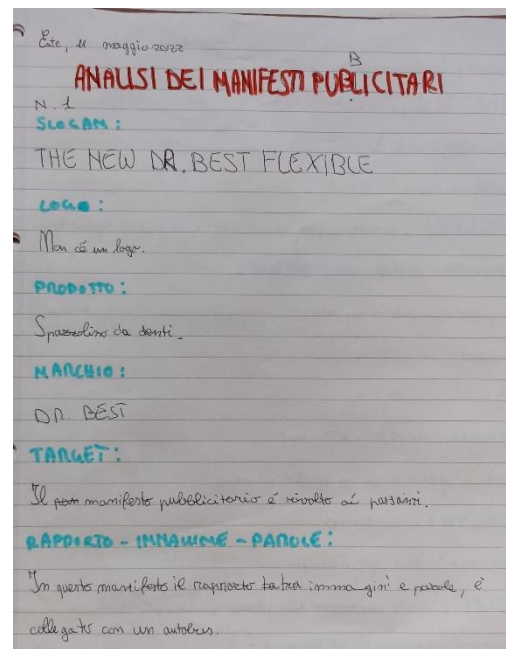 Este, 11 maggio 2022
B
ANALISI DEI MANIFESTI PUBLICITARI
N. 1
SLOGAN:
THE NEW DR. BEST FLEXIBLE
LOGO:
Non c'é un logo.
PRODOTTO:
Spazzolino da denti.
MARCHIO:
DR. BEST
TARGET:
Il manifesto pubblicitario é rivolto ai passanti.
RAPPORTO - IMMAGINE - PAROLE:
In questo manifesto il rapporto tra immagini e parole, è
collegato con un autobus.